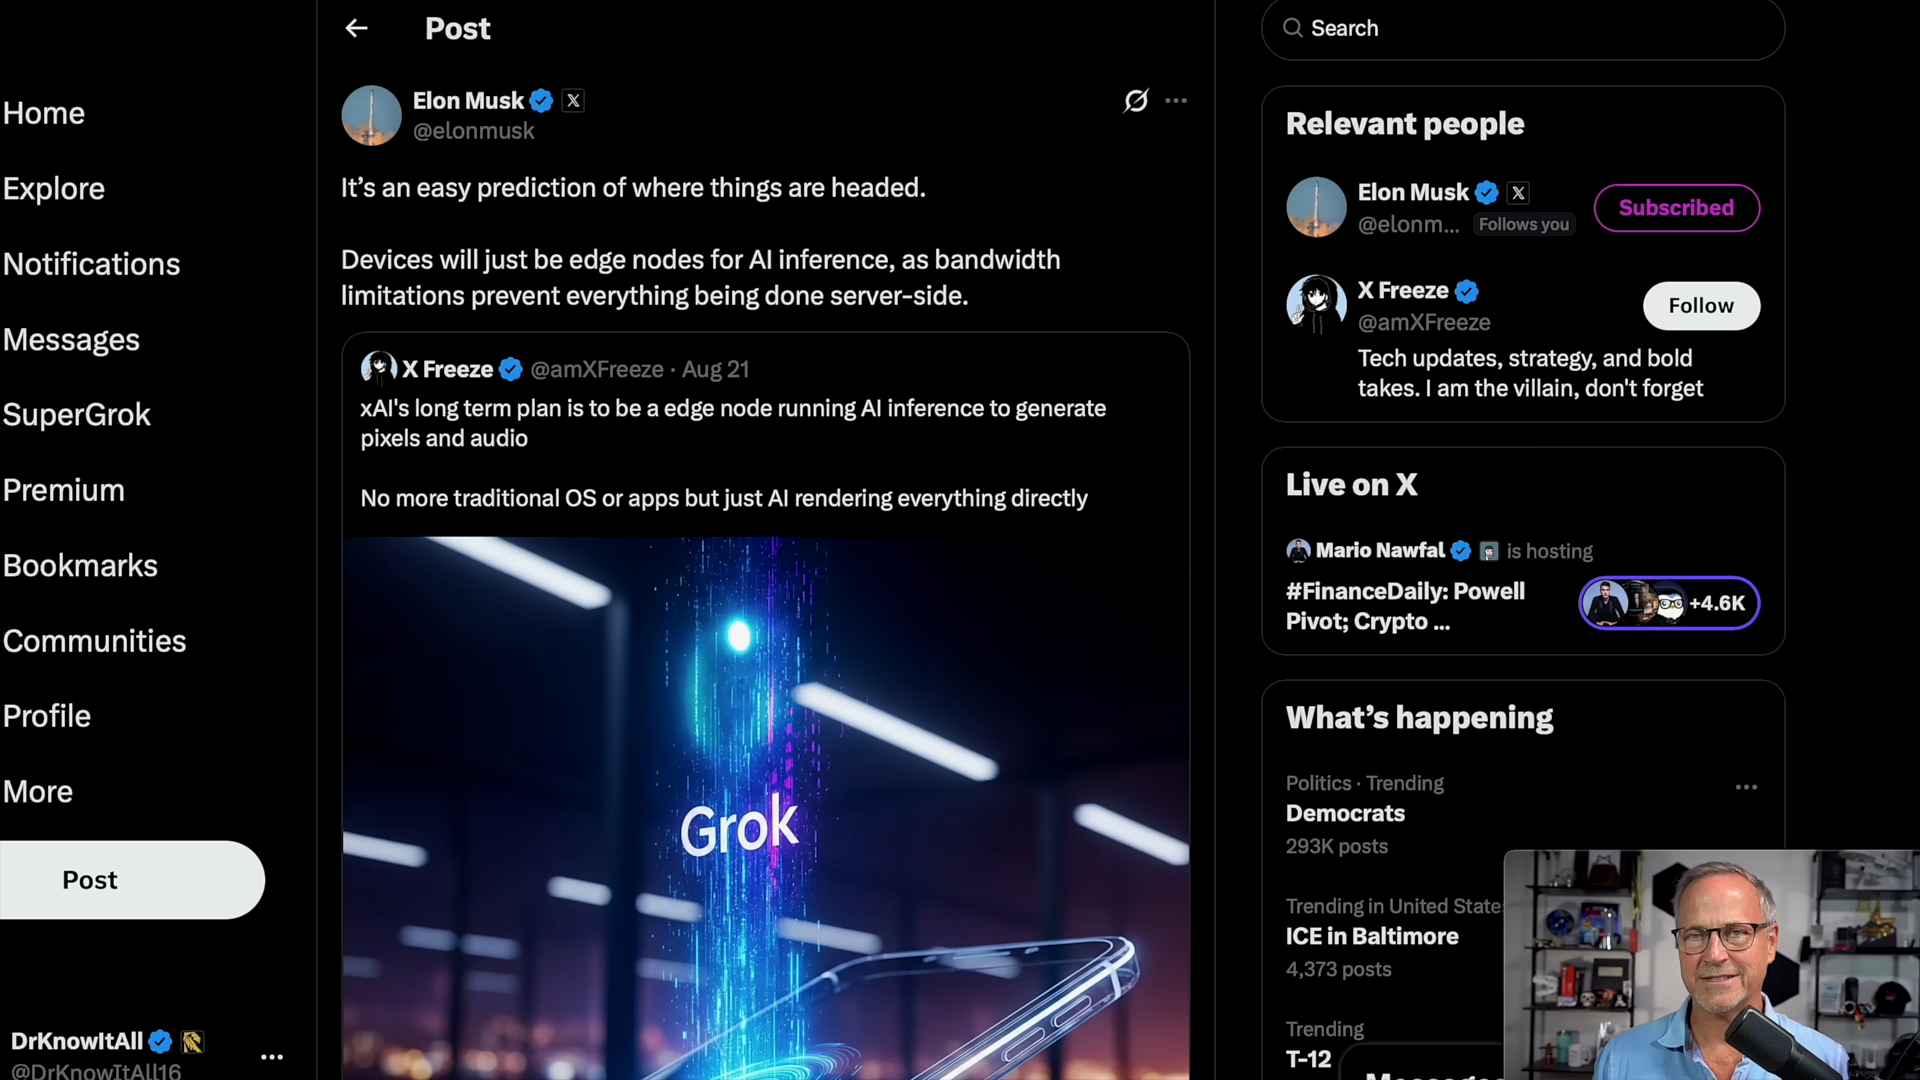 Post
Search
Home
Explore
Notifications
Messages
SuperGrok
Premium
Bookmarks
Communities
Profile
More
Post
DrKnowItAll
@DrKnowItAll16
Elon Musk
@elonmusk
It’s an easy prediction of where things are headed.
Devices will just be edge nodes for AI inference, as bandwidth
limitations prevent everything being done server-side.
X Freeze @amXFreeze · Aug 21
xAI's long term plan is to be a edge node running AI inference to generate
pixels and audio
No more traditional OS or apps but just AI rendering everything directly
Grok
Relevant people
Elon Musk
@elonm... Follows you
Subscribed
X Freeze
@amXFreeze
Follow
Tech updates, strategy, and bold
takes. I am the villain, don't forget
Live on X
Mario Nawfal is hosting
#FinanceDaily: Powell
Pivot; Crypto ...
+4.6K
What’s happening
Politics · Trending
Democrats
293K posts
Trending in United States
ICE in Baltimore
4,373 posts
Trending
T-12